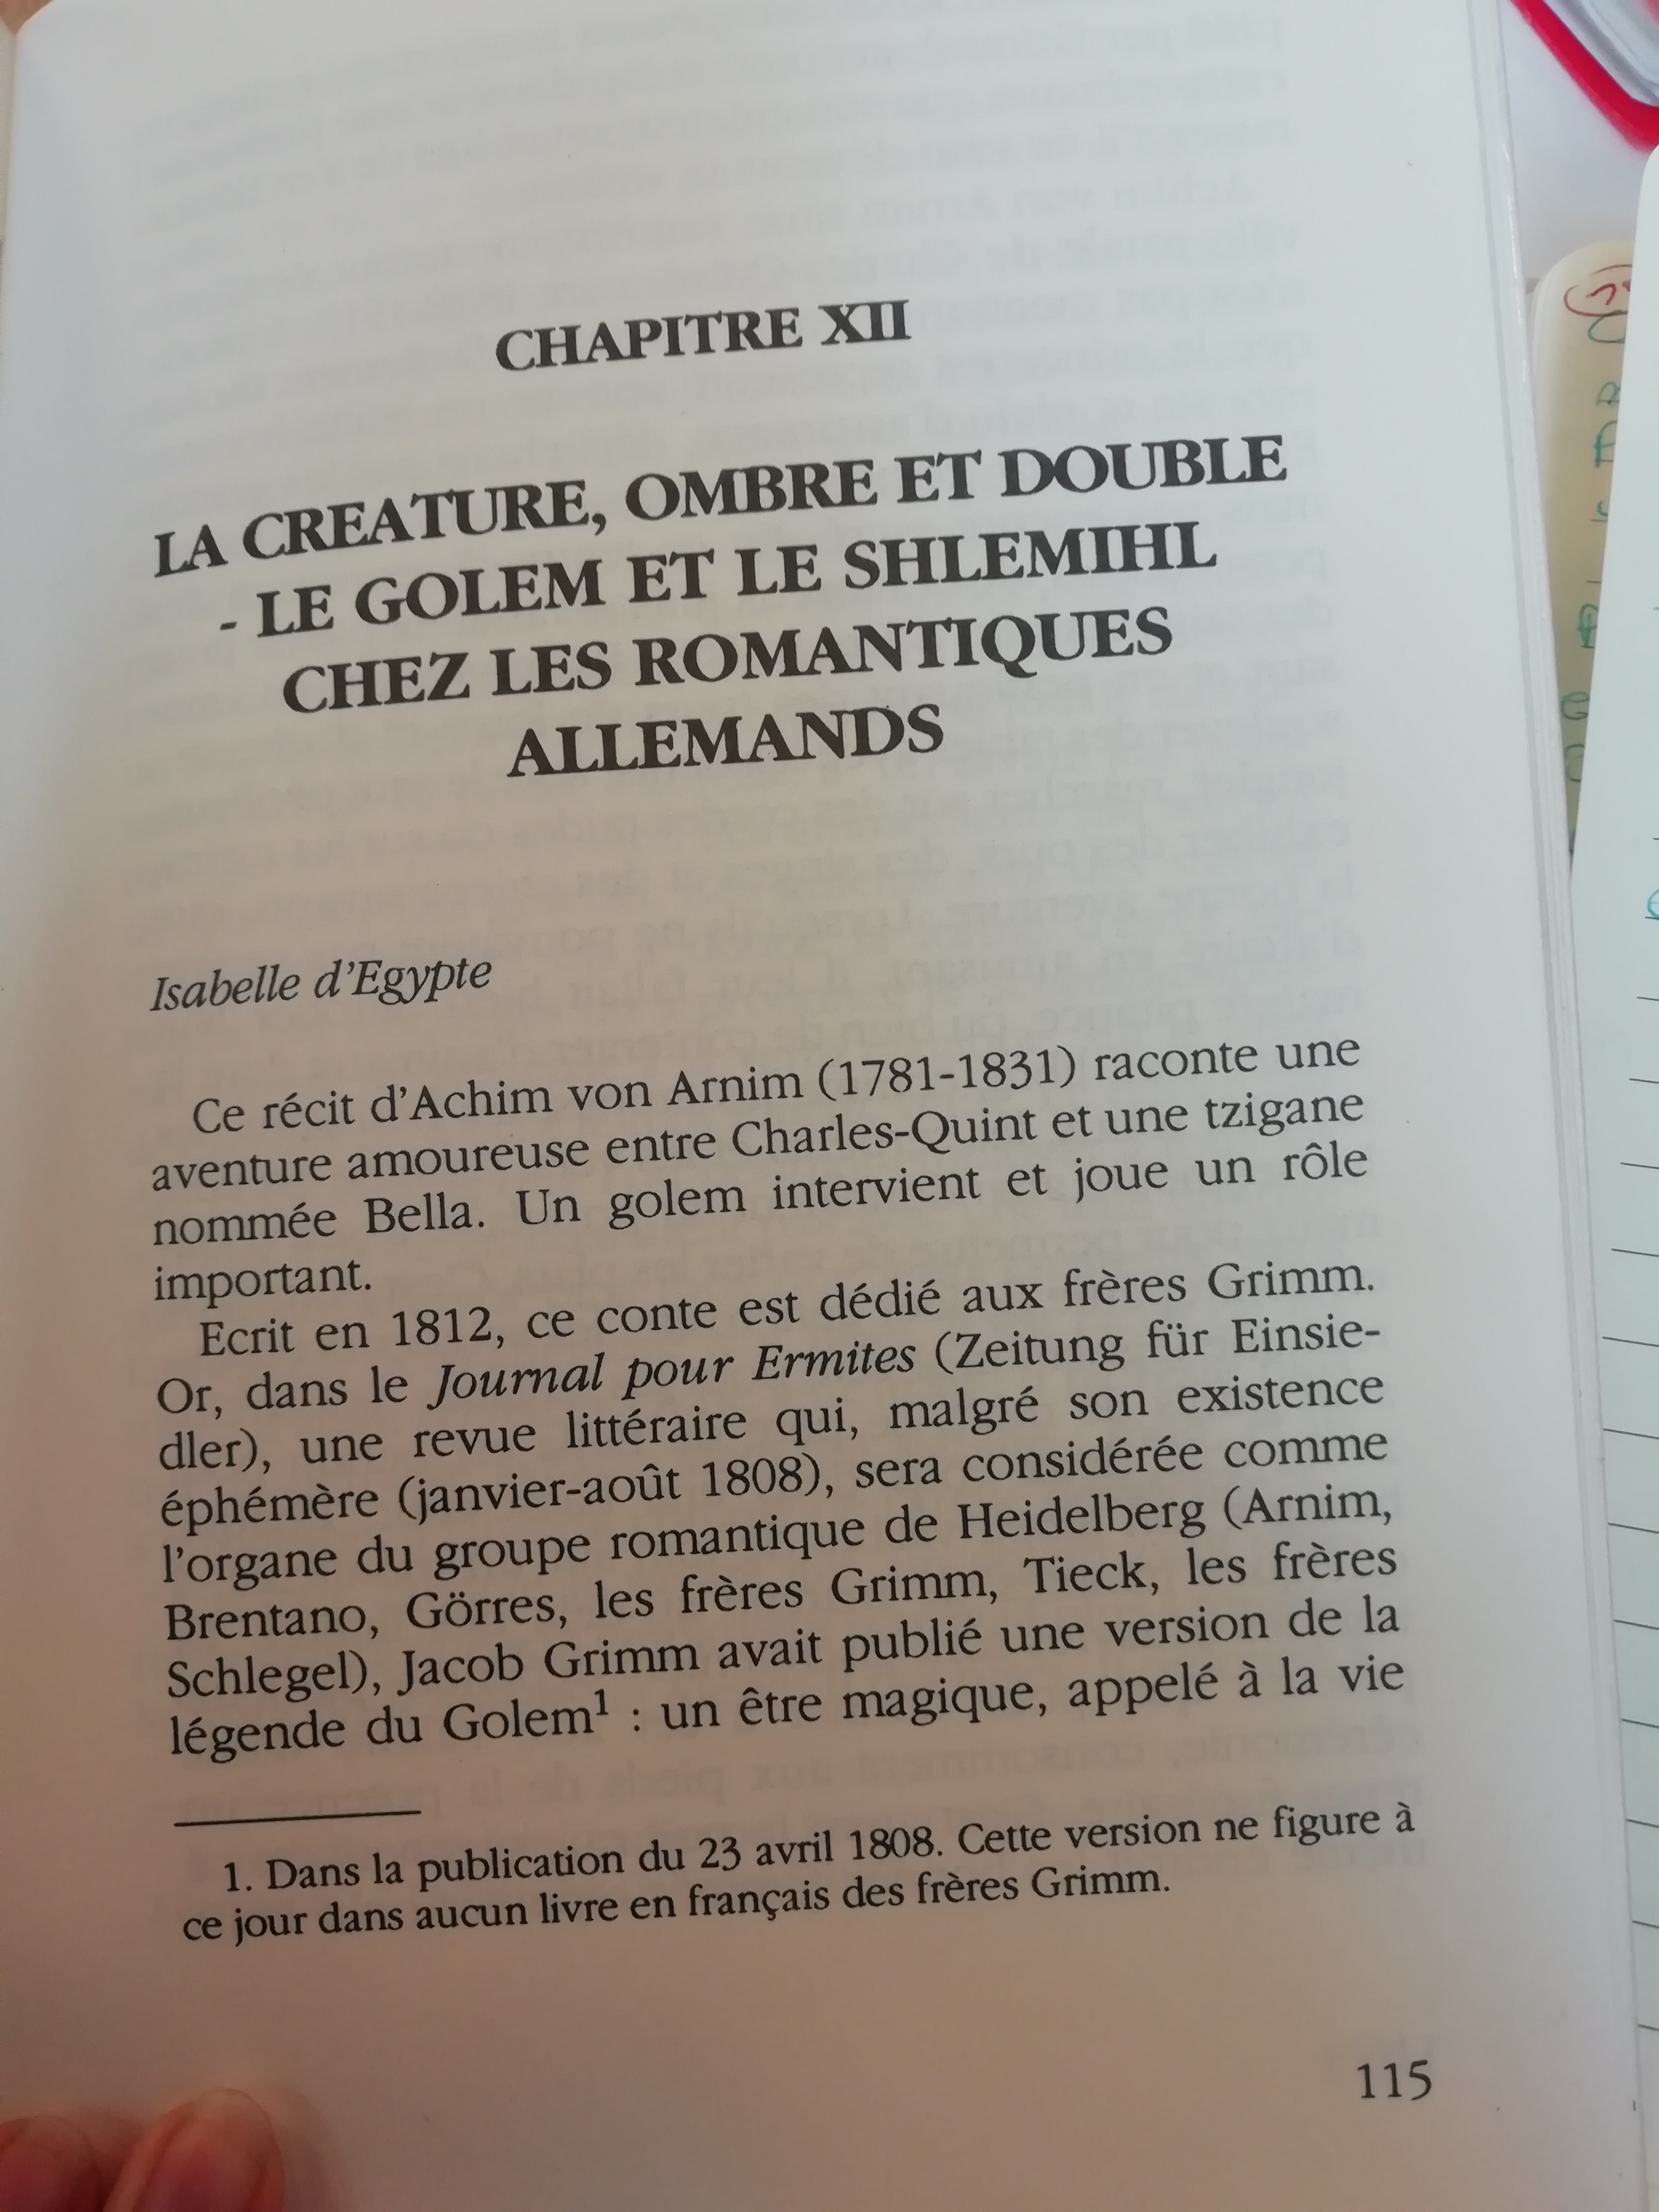 CHAPITRE XII
LA CREATURE, OMBRE ET DOUBLE
- LE GOLEM ET LE SHLEMIHL
CHEZ LES ROMANTIQUES
ALLEMANDS
Isabelle d'Egypte
Ce récit d'Achim von Arnim (1781-1831) raconte une
aventure amoureuse entre Charles-Quint et une tzigane
nommée Bella. Un golem intervient et joue un rôle
important.
Ecrit en 1812, ce conte est dédié aux frères Grimm.
Or, dans le Journal pour Ermites (Zeitung für Einsie-
dler), une revue littéraire qui, malgré son existence
éphémère (janvier-août 1808), sera considérée comme
l'organe du groupe romantique de Heidelberg (Arnim,
Brentano, Görres, les frères Grimm, Tieck, les frères
Schlegel), Jacob Grimm avait publié une version de la
légende du Golem¹ : un être magique, appelé à la vie
1. Dans la publication du 23 avril 1808. Cette version ne figure à
ce jour dans aucun livre en français des frères Grimm.
115